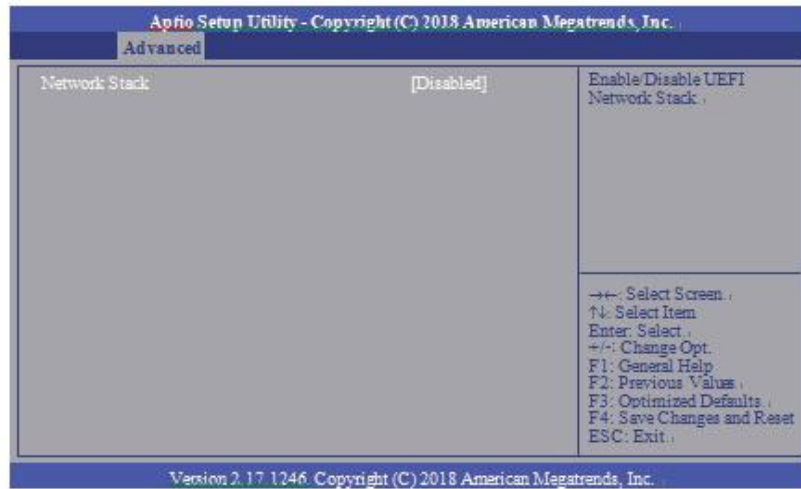 Aptio Setup Utility - Copyright (C) 2018 American Megatrends, Inc.
Advanced
Network Stack [Disabled]
Enable/Disable UEFI
Network Stack
→←: Select Screen
↑↓: Select Item
Enter: Select
+/-: Change Opt.
F1: General Help
F2: Previous Values
F3: Optimized Defaults
F4: Save Changes and Reset
ESC: Exit
Version 2.17.1246. Copyright (C) 2018 American Megatrends, Inc.